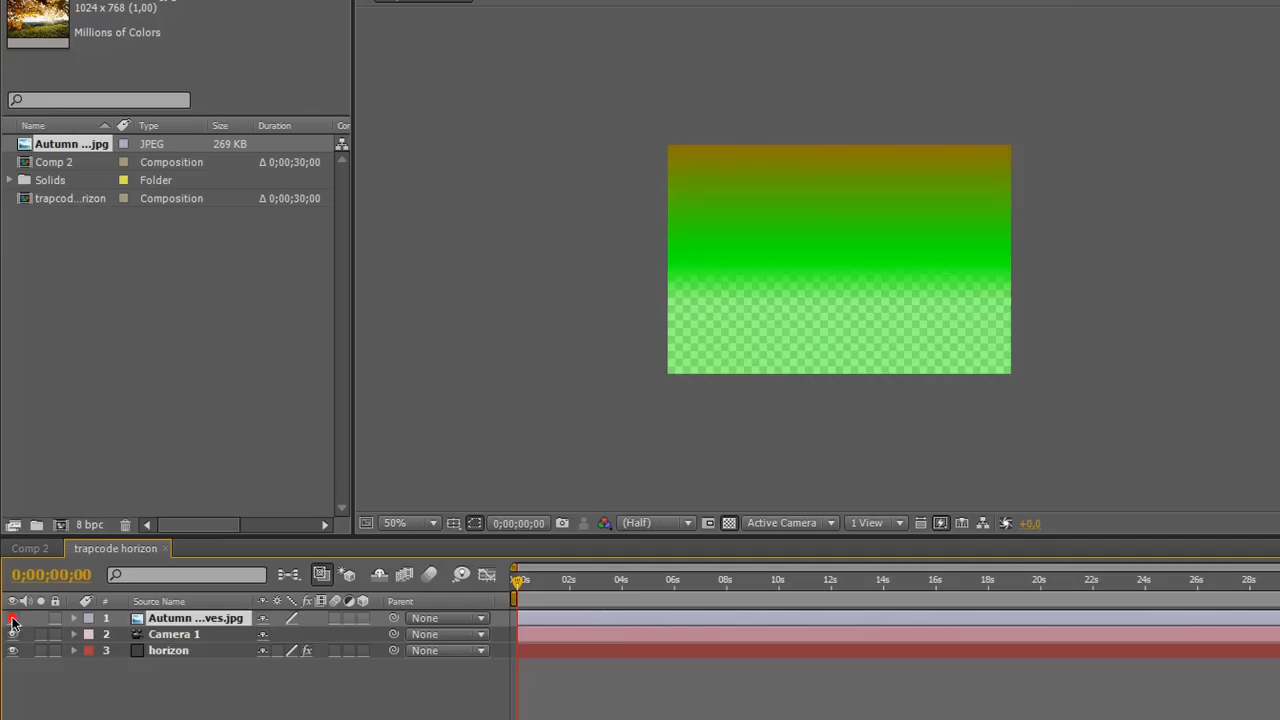 1024 x 768 (1,00)
Millions of Colors
Name Type Size Duration
Autumn ...jpg JPEG 269 KB
Comp 2 Composition Δ 0;00;30;00
Solids Folder
trapcod...rizon Composition Δ 0;00;30;00
8 bpc
50% 0;00;00;00 (Half) Active Camera 1 View +0,0
Comp 2 trapcode horizon ×
0;00;00;00
02s 04s 06s 08s 10s 12s 14s 16s 18s 20s 22s 24s 26s 28s
# Source Name Parent
1 Autumn ...ves.jpg None
2 Camera 1 None
3 horizon fx None